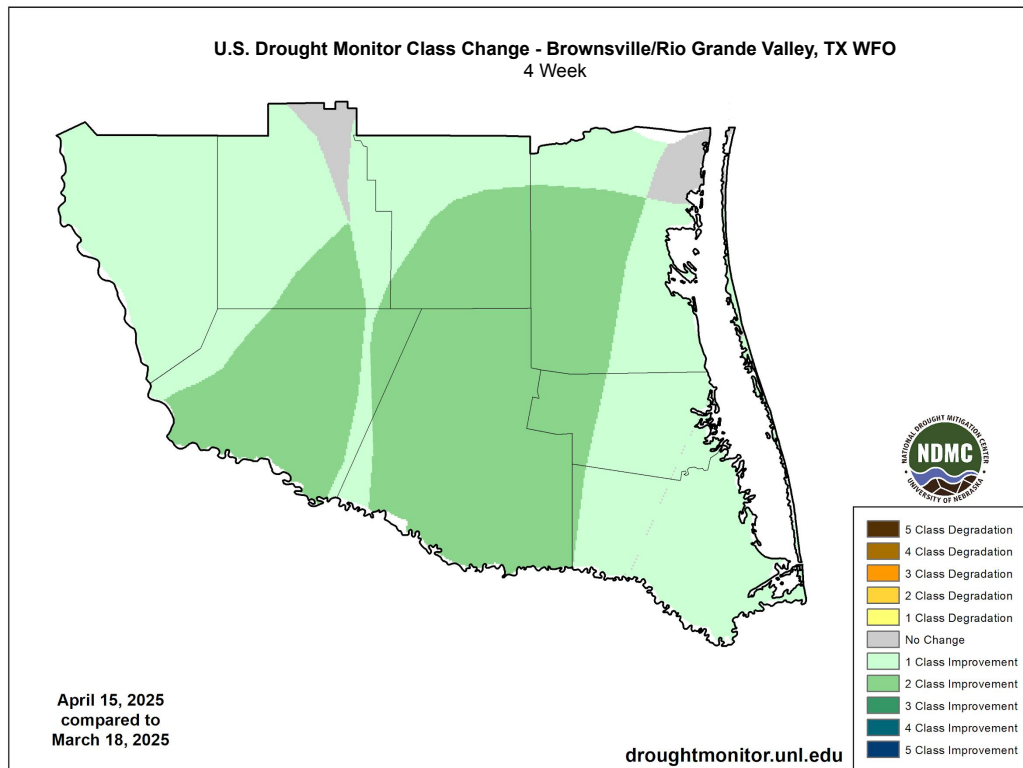 U.S. Drought Monitor Class Change - Brownsville/Rio Grande Valley, TX WFO
4 Week
NATIONAL DROUGHT MITIGATION CENTER
NDMC
UNIVERSITY OF NEBRASKA
5 Class Degradation
4 Class Degradation
3 Class Degradation
2 Class Degradation
1 Class Degradation
No Change
1 Class Improvement
2 Class Improvement
3 Class Improvement
4 Class Improvement
5 Class Improvement
April 15, 2025
compared to
March 18, 2025
droughtmonitor.unl.edu